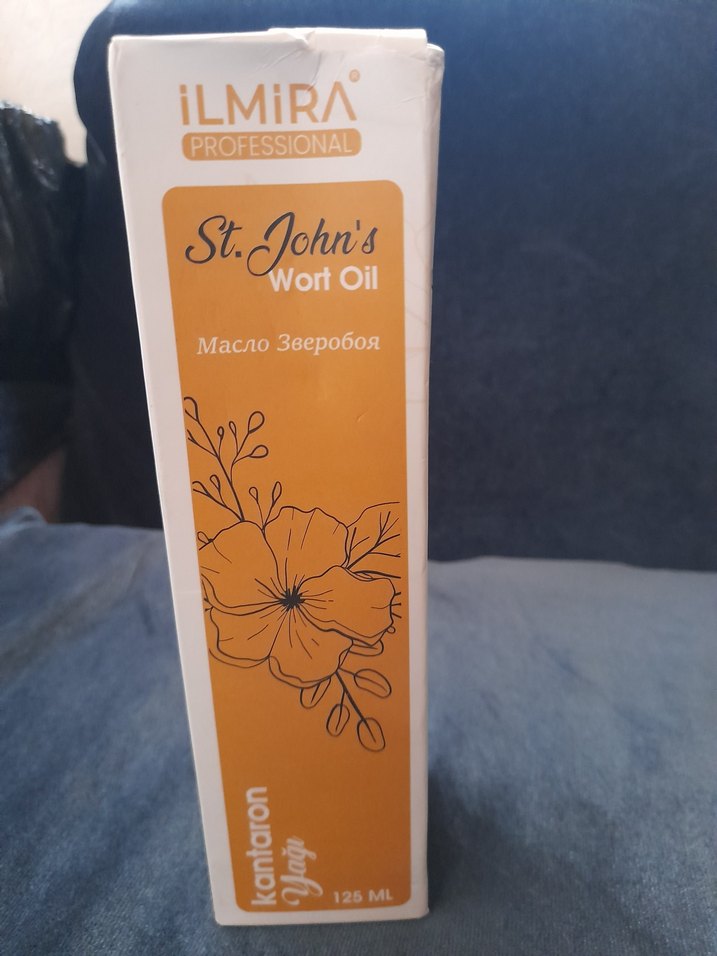 iLMiRA®
PROFESSIONAL
St. John's
Wort Oil
Масло Зверобоя
kantaron
Yağı
125 ML